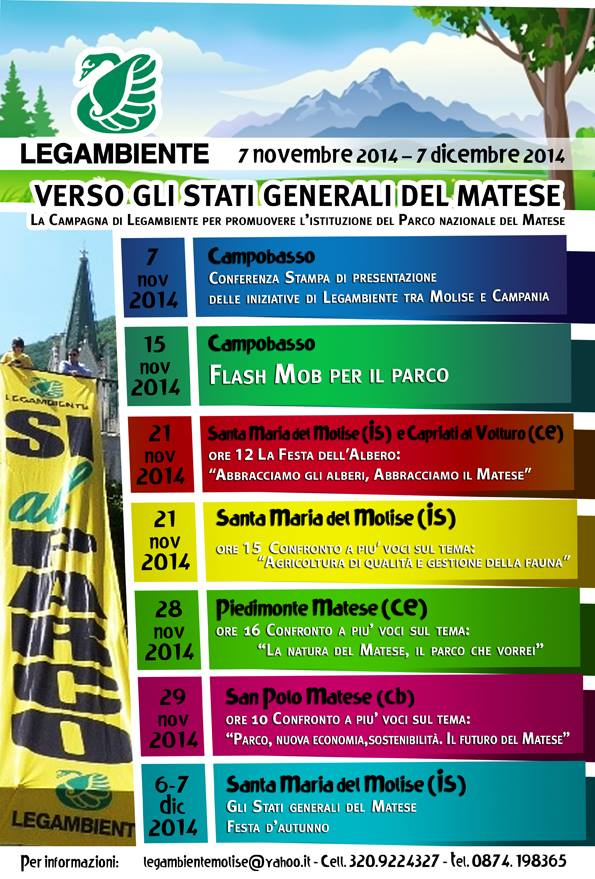 LEGAMBIENTE
7 novembre 2014 – 7 dicembre 2014
VERSO GLI STATI GENERALI DEL MATESE
La Campagna di Legambiente per promuovere l'istituzione del Parco nazionale del Matese
7
nov
2014
Campobasso
Conferenza Stampa di presentazione
delle iniziative di Legambiente tra Molise e Campania
15
nov
2014
Campobasso
Flash Mob per il parco
21
nov
2014
Santa Maria del Molise (is) e Capriati al Volturo (ce)
ore 12 La Festa dell'Albero:
"Abbracciamo gli alberi, Abbracciamo il Matese"
21
nov
2014
Santa Maria del Molise (is)
ore 15 Confronto a piu' voci sul tema:
"Agricoltura di qualità e gestione della fauna"
28
nov
2014
Piedimonte Matese (ce)
ore 16 Confronto a piu' voci sul tema:
"La natura del Matese, il parco che vorrei"
29
nov
2014
San Polo Matese (cb)
ore 10 Confronto a piu' voci sul tema:
"Parco, nuova economia,sostenibilità. Il futuro del Matese"
6-7
dic
2014
Santa Maria del Molise (is)
Gli Stati generali del Matese
Festa d'autunno
LEGAMBIENTE
SI
al
PARCO
LEGAMBIENT
Per informazioni: legambientemolise@yahoo.it - Cell. 320.9224327 - tel. 0874.198365